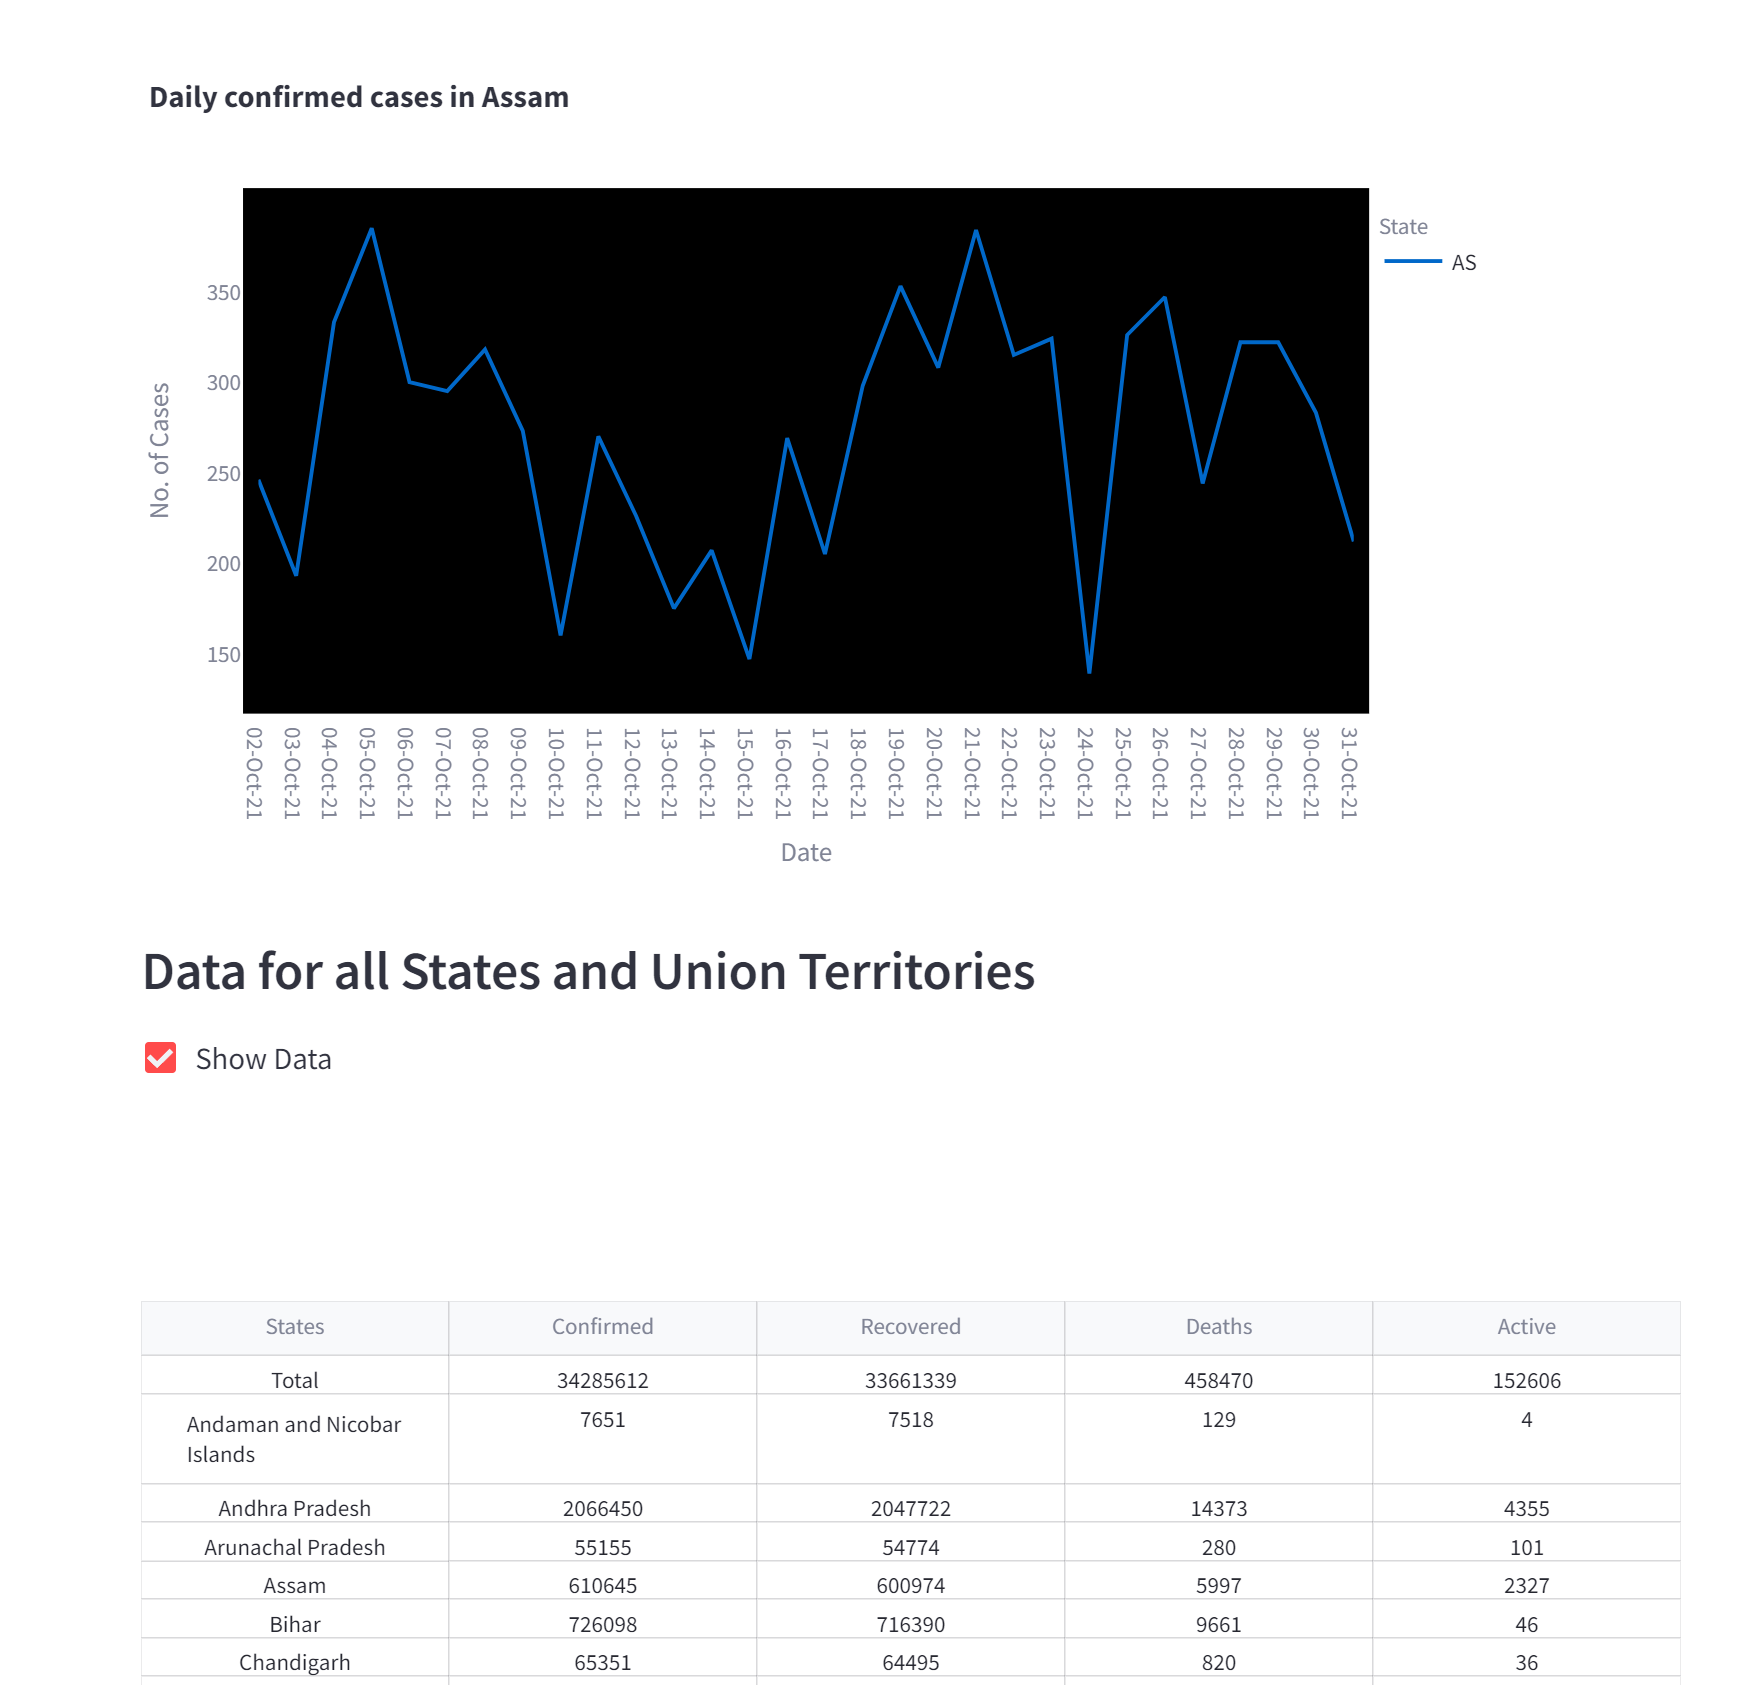 Daily confirmed cases in Assam
State
AS
350
300
250
200
150
No. of Cases
02-Oct-21
03-Oct-21
04-Oct-21
05-Oct-21
06-Oct-21
07-Oct-21
08-Oct-21
09-Oct-21
10-Oct-21
11-Oct-21
12-Oct-21
13-Oct-21
14-Oct-21
15-Oct-21
16-Oct-21
17-Oct-21
18-Oct-21
19-Oct-21
20-Oct-21
21-Oct-21
22-Oct-21
23-Oct-21
24-Oct-21
25-Oct-21
26-Oct-21
27-Oct-21
28-Oct-21
29-Oct-21
30-Oct-21
31-Oct-21
Date
Data for all States and Union Territories
Show Data
States Confirmed Recovered Deaths Active
Total 34285612 33661339 458470 152606
Andaman and Nicobar 7651 7518 129 4
Islands
Andhra Pradesh 2066450 2047722 14373 4355
Arunachal Pradesh 55155 54774 280 101
Assam 610645 600974 5997 2327
Bihar 726098 716390 9661 46
Chandigarh 65351 64495 820 36